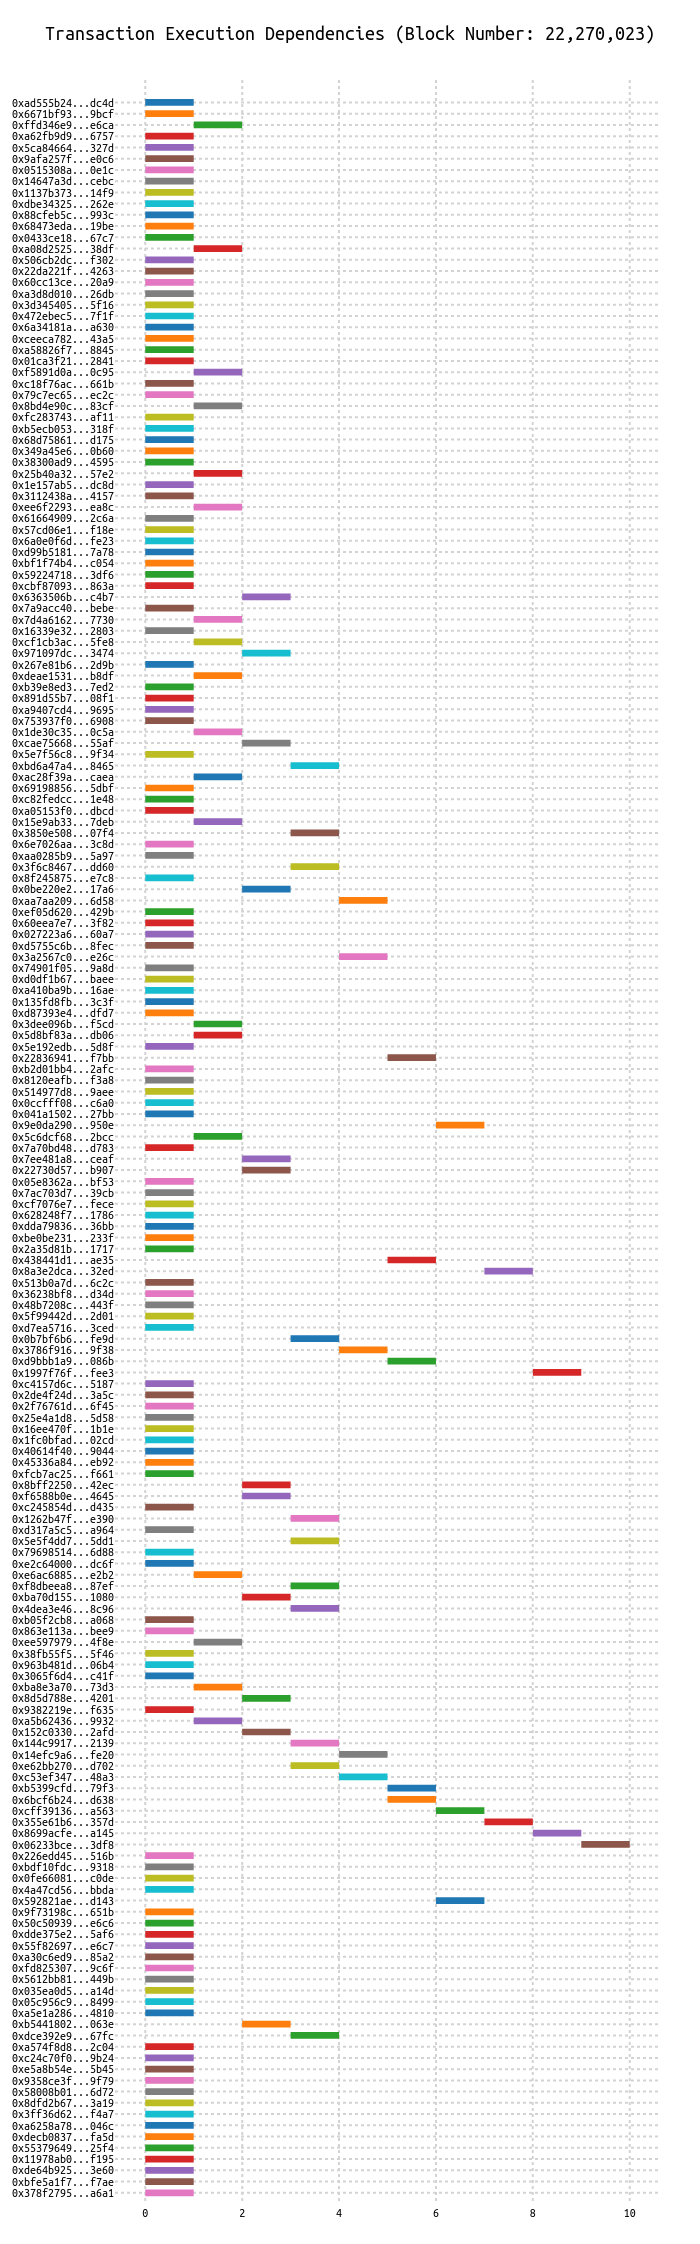 Transaction Execution Dependencies (Block Number: 22,270,023)
0xad555b24...dc4d
0x6671bf93...9bcf
0xffd346e9...e6ca
0xa62fb9d9...6757
0x5ca84664...327d
0x9afa257f...e0c6
0x0515308a...0e1c
0x14647a3d...cebc
0x1137b373...14f9
0xdbe34325...262e
0x88cfeb5c...993c
0x68473eda...19be
0x0433ce18...67c7
0xa08d2525...38df
0x506cb2dc...f302
0x22da221f...4263
0x60cc13ce...20a9
0xa3d8d010...26db
0x3d345405...5f16
0x472ebec5...7f1f
0x6a34181a...a630
0xceeca782...43a5
0xa58826f7...8845
0x01ca3f21...2841
0xf5891d0a...0c95
0xc18f76ac...661b
0x79c7ec65...ec2c
0x8bd4e90c...83cf
0xfc283743...af11
0xb5ecb053...318f
0x68d75861...d175
0x349a45e6...0b60
0x38300ad9...4595
0x25b40a32...57e2
0x1e157ab5...dc8d
0x3112438a...4157
0xee6f2293...ea8c
0x61664909...2c6a
0x57cd06e1...f18e
0x6a0e0f6d...fe23
0xd99b5181...7a78
0xbf1f74b4...c054
0x59224718...3df6
0xcbf87093...863a
0x6363506b...c4b7
0x7a9acc40...bebe
0x7d4a6162...7730
0x16339e32...2803
0xcf1cb3ac...5fe8
0x971097dc...3474
0x267e81b6...2d9b
0xdeae1531...b8df
0xb39e8ed3...7ed2
0x891d55b7...08f1
0xa9407cd4...9695
0x753937f0...6908
0x1de30c35...0c5a
0xcae75668...55af
0x5e7f56c8...9f34
0xbd6a47a4...8465
0xac28f39a...caea
0x69198856...5dbf
0xc82fedcc...1e48
0xa05153f0...dbcd
0x15e9ab33...7deb
0x3850e508...07f4
0x6e7026aa...3c8d
0xaa0285b9...5a97
0x3f6c8467...dd60
0x8f245875...e7c8
0x0be220e2...17a6
0xaa7aa209...6d58
0xef05d620...429b
0x60eea7e7...3f82
0x027223a6...60a7
0xd5755c6b...8fec
0x3a2567c0...e26c
0x74901f05...9a8d
0xd0df1b67...baee
0xa410ba9b...16ae
0x135fd8fb...3c3f
0xd87393e4...dfd7
0x3dee096b...f5cd
0x5d8bf83a...db06
0x5e192edb...5d8f
0x22836941...f7bb
0xb2d01bb4...2afc
0x8120eafb...f3a8
0x514977d8...9aee
0x0ccfff08...c6a0
0x041a1502...27bb
0x9e0da290...950e
0x5c6dcf68...2bcc
0x7a70bd48...d783
0x7ee481a8...ceaf
0x22730d57...b907
0x05e8362a...bf53
0x7ac703d7...39cb
0xcf7076e7...fece
0x628248f7...1786
0xdda79836...36bb
0xbe0be231...233f
0x2a35d81b...1717
0x438441d1...ae35
0x8a3e2dca...32ed
0x513b0a7d...6c2c
0x36238bf8...d34d
0x48b7208c...443f
0x5f99442d...2d01
0xd7ea5716...3ced
0x0b7bf6b6...fe9d
0x3786f916...9f38
0xd9bbb1a9...086b
0x1997f76f...fee3
0xc4157d6c...5187
0x2de4f24d...3a5c
0x2f76761d...6f45
0x25e4a1d8...5d58
0x16ee470f...1b1e
0x1fc0bfad...02cd
0x40614f40...9044
0x45336a84...eb92
0xfcb7ac25...f661
0x8bff2250...42ec
0xf6588b0e...4645
0xc245854d...d435
0x1262b47f...e390
0xd317a5c5...a964
0x5e5f4dd7...5dd1
0x79698514...6d88
0xe2c64000...dc6f
0xe6ac6885...e2b2
0xf8dbeea8...87ef
0xba70d155...1080
0x4dea3e46...8c96
0xb05f2cb8...a068
0x863e113a...bee9
0xee597979...4f8e
0x38fb55f5...5f46
0x963b481d...06b4
0x3065f6d4...c41f
0xba8e3a70...73d3
0x8d5d788e...4201
0x9382219e...f635
0xa5b62436...9932
0x152c0330...2afd
0x144c9917...2139
0x14efc9a6...fe20
0xe62bb270...d702
0xc53ef347...48a3
0xb5399cfd...79f3
0x6bcf6b24...d638
0xcff39136...a563
0x355e61b6...357d
0x8699acfe...a145
0x06233bce...3df8
0x226edd45...516b
0xbdf10fdc...9318
0x0fe66081...c0de
0x4a47cd56...bbda
0x592821ae...d143
0x9f73198c...651b
0x50c50939...e6c6
0xdde375e2...5af6
0x55f82697...e6c7
0xa30c6ed9...85a2
0xfd825307...9c6f
0x5612bb81...449b
0x035ea0d5...a14d
0x05c956c9...8499
0xa5e1a286...4810
0xb5441802...063e
0xdce392e9...67fc
0xa574f8d8...2c04
0xc24c70f0...9b24
0xe5a8b54e...5b45
0x9358ce3f...9f79
0x58008b01...6d72
0x8dfd2b67...3a19
0x3ff36d62...f4a7
0xa6258a78...046c
0xdecb0837...fa5d
0x55379649...25f4
0x11978ab0...f195
0xde64b925...3e60
0xbfe5a1f7...f7ae
0x378f2795...a6a1
0 2 4 6 8 10